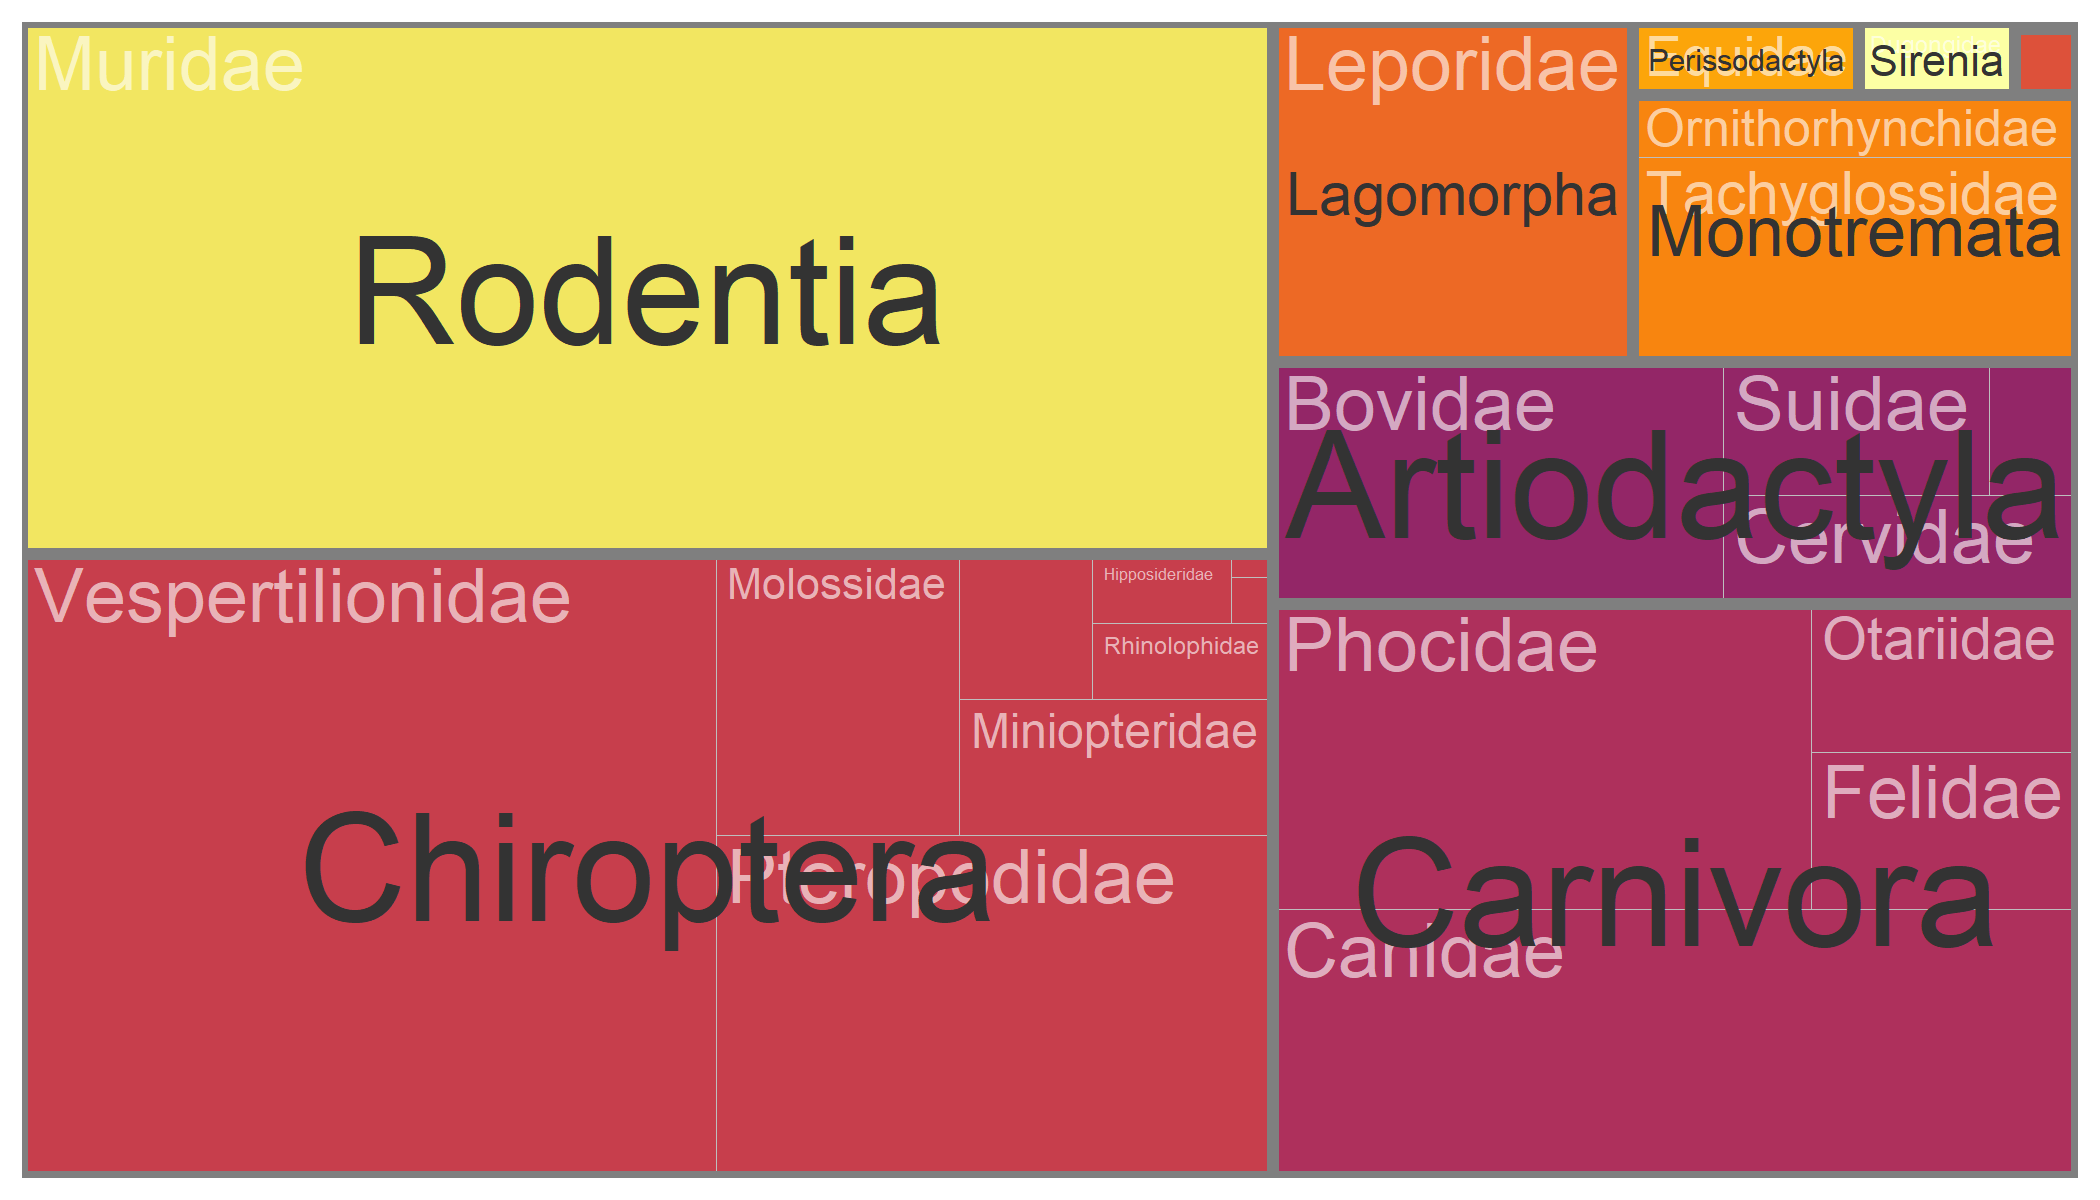 Muridae
Rodentia
Vespertilionidae
Molossidae
Hipposideridae
Rhinolophidae
Miniopteridae
Pteropodidae
Chiroptera
Leporidae
Lagomorpha
Equidae
Perissodactyla
Sirenia
Ornithorhynchidae
Tachyglossidae
Monotremata
Bovidae
Suidae
Artiodactyla
Cervidae
Phocidae
Otariidae
Felidae
Carnivora
Canidae